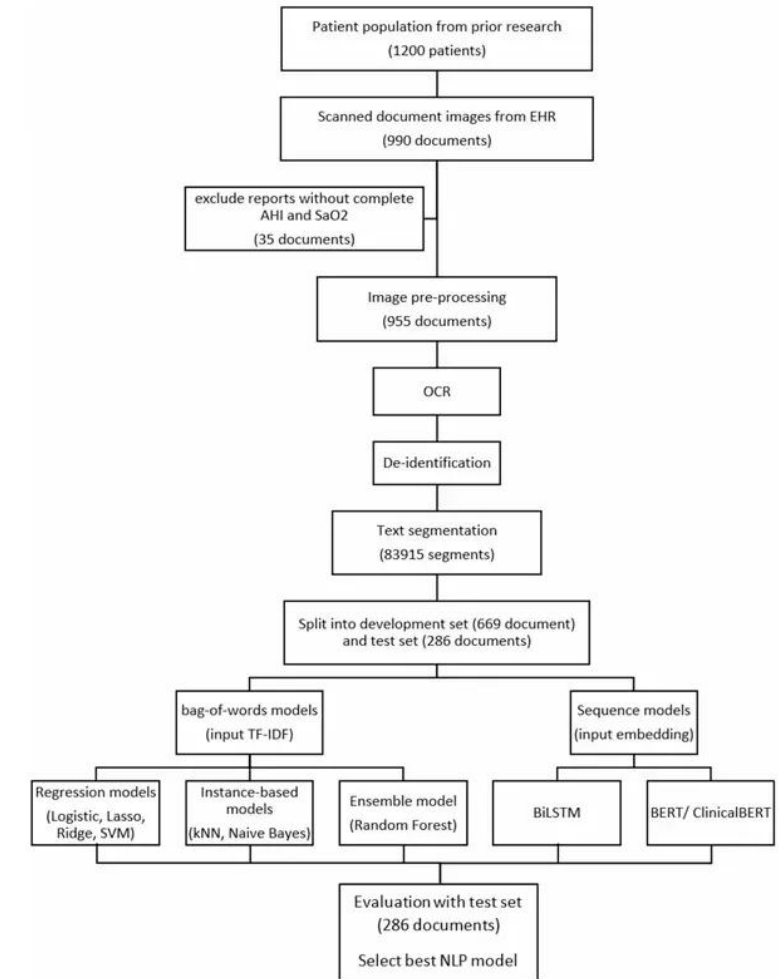 Patient population from prior research
(1200 patients)
Scanned document images from EHR
(990 documents)
exclude reports without complete
AHI and SaO2
(35 documents)
Image pre-processing
(955 documents)
OCR
De-identification
Text segmentation
(83915 segments)
Split into development set (669 document)
and test set (286 documents)
bag-of-words models
(input TF-IDF)
Sequence models
(input embedding)
Regression models
(Logistic, Lasso,
Ridge, SVM)
Instance-based
models
(kNN, Naive Bayes)
Ensemble model
(Random Forest)
BiLSTM
BERT/ ClinicalBERT
Evaluation with test set
(286 documents)
Select best NLP model